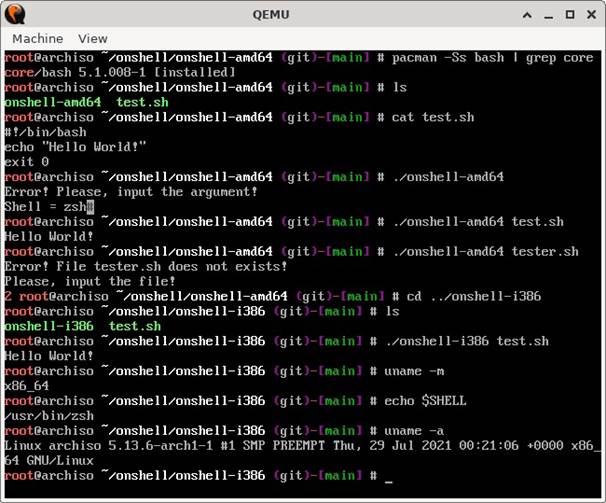 QEMU
Machine View
root@archiso ~/onshell/onshell-amd64 (git)-[main] # pacman -Ss bash | grep core
core/bash 5.1.008-1 [installed]
root@archiso ~/onshell/onshell-amd64 (git)-[main] # ls
onshell-amd64  test.sh
root@archiso ~/onshell/onshell-amd64 (git)-[main] # cat test.sh
#!/bin/bash
echo "Hello World!"
exit 0
root@archiso ~/onshell/onshell-amd64 (git)-[main] # ./onshell-amd64
Error! Please, input the argument!
Shell = zsh#
root@archiso ~/onshell/onshell-amd64 (git)-[main] # ./onshell-amd64 test.sh
Hello World!
root@archiso ~/onshell/onshell-amd64 (git)-[main] # ./onshell-amd64 tester.sh
Error! File tester.sh does not exists!
Please, input the file!
2 root@archiso ~/onshell/onshell-amd64 (git)-[main] # cd ../onshell-i386
root@archiso ~/onshell/onshell-i386 (git)-[main] # ls
onshell-i386  test.sh
root@archiso ~/onshell/onshell-i386 (git)-[main] # ./onshell-i386 test.sh
Hello World!
root@archiso ~/onshell/onshell-i386 (git)-[main] # uname -m
x86_64
root@archiso ~/onshell/onshell-i386 (git)-[main] # echo $SHELL
/usr/bin/zsh
root@archiso ~/onshell/onshell-i386 (git)-[main] # uname -a
Linux archiso 5.13.6-arch1-1 #1 SMP PREEMPT Thu, 29 Jul 2021 00:21:06 +0000 x86_
64 GNU/Linux
root@archiso ~/onshell/onshell-i386 (git)-[main] # _